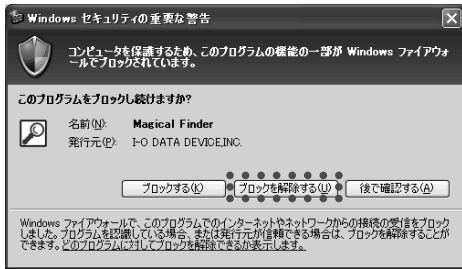 Windows セキュリティの重要な警告
コンピュータを保護するため、このプログラムの機能の一部が Windows ファイアウォ
ールでブロックされています。
このプログラムをブロックし続けますか?
名前(N): Magical Finder
発行元(P): I-O DATA DEVICE,INC.
ブロックする(K) ブロックを解除する(U) 後で確認する(A)
Windows ファイアウォールで、このプログラムでのインターネットやネットワークからの接続の受信をブロック
しました。プログラムを認識している場合、または発行元が信頼できる場合は、ブロックを解除することが
できます。どのプログラムに対してブロックを解除できるか表示します。